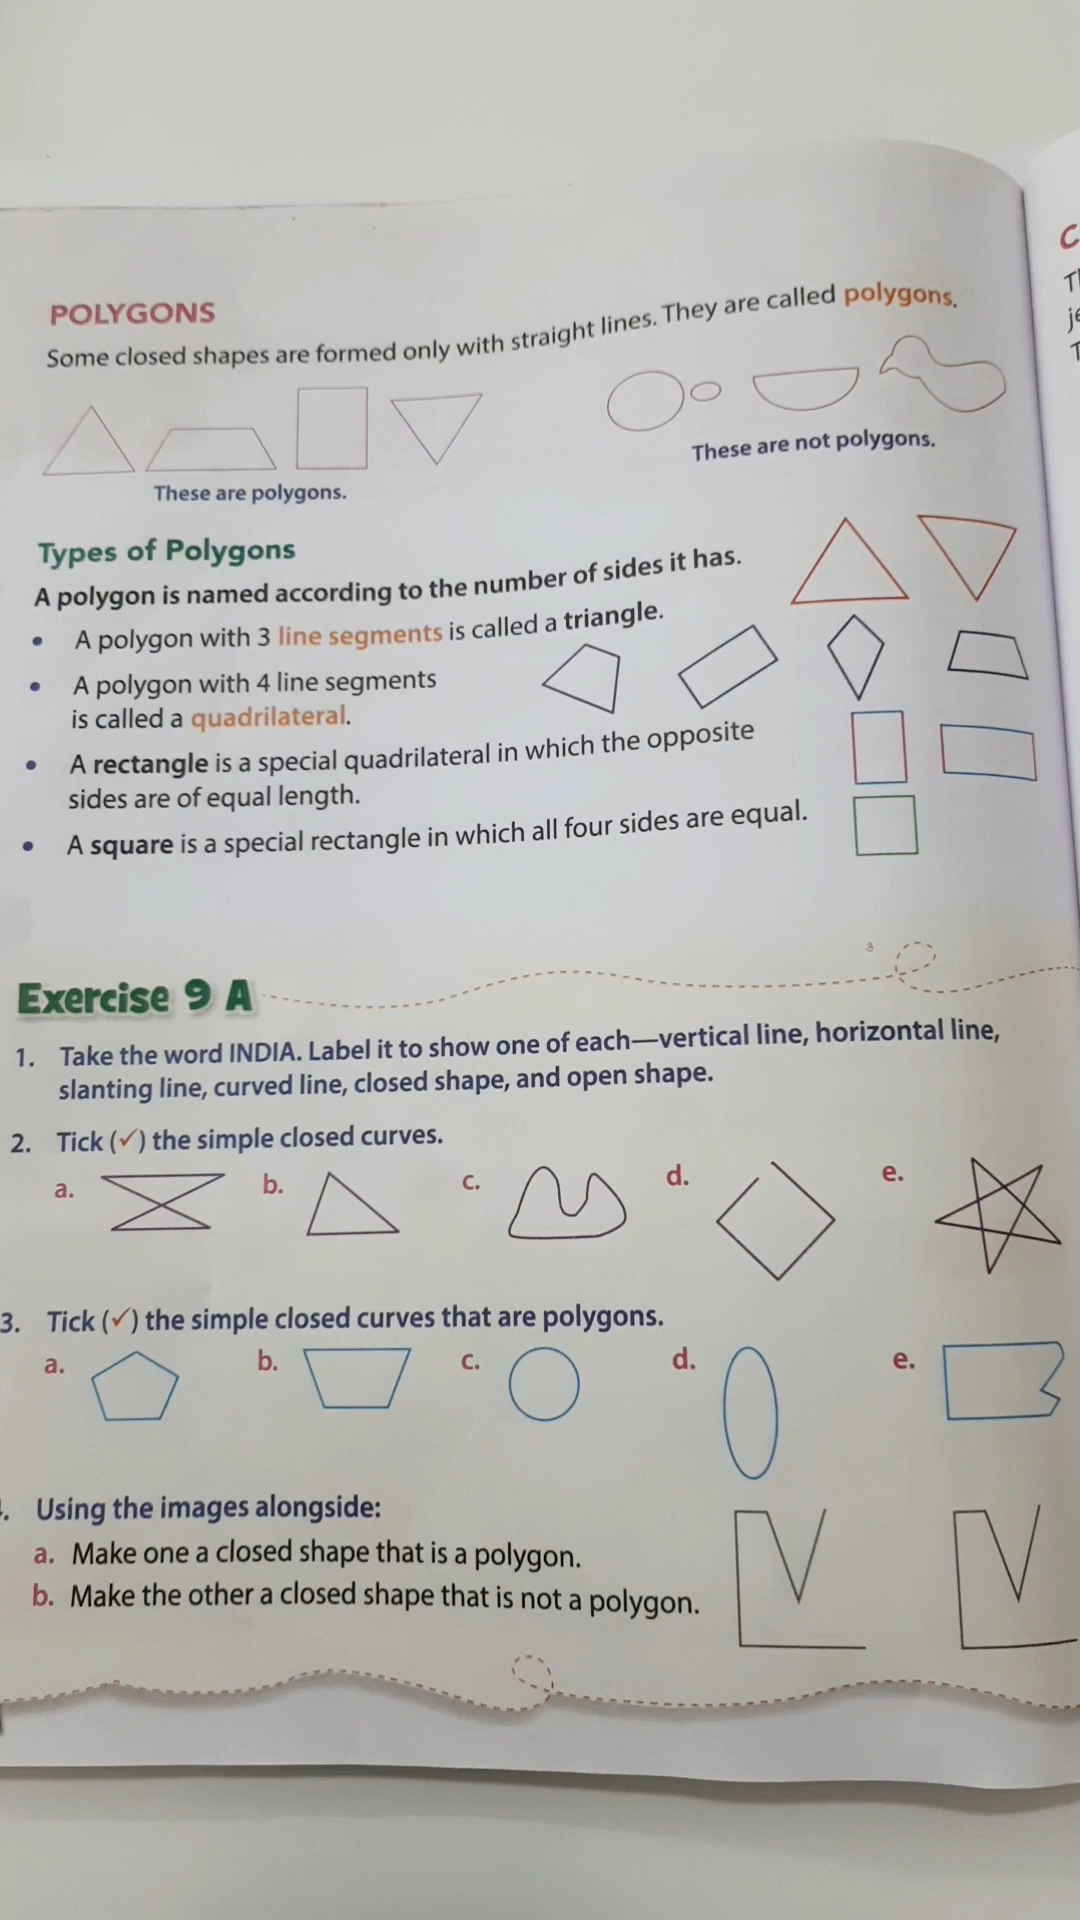 POLYGONS
Some closed shapes are formed only with straight lines. They are called polygons.
These are polygons.
These are not polygons.
Types of Polygons
A polygon is named according to the number of sides it has.
• A polygon with 3 line segments is called a triangle.
• A polygon with 4 line segments
is called a quadrilateral.
• A rectangle is a special quadrilateral in which the opposite
sides are of equal length.
• A square is a special rectangle in which all four sides are equal.
Exercise 9 A
1. Take the word INDIA. Label it to show one of each—vertical line, horizontal line,
slanting line, curved line, closed shape, and open shape.
2. Tick (✓) the simple closed curves.
a. b. c. d. e.
3. Tick (✓) the simple closed curves that are polygons.
a. b. c. d. e.
. Using the images alongside:
a. Make one a closed shape that is a polygon.
b. Make the other a closed shape that is not a polygon.